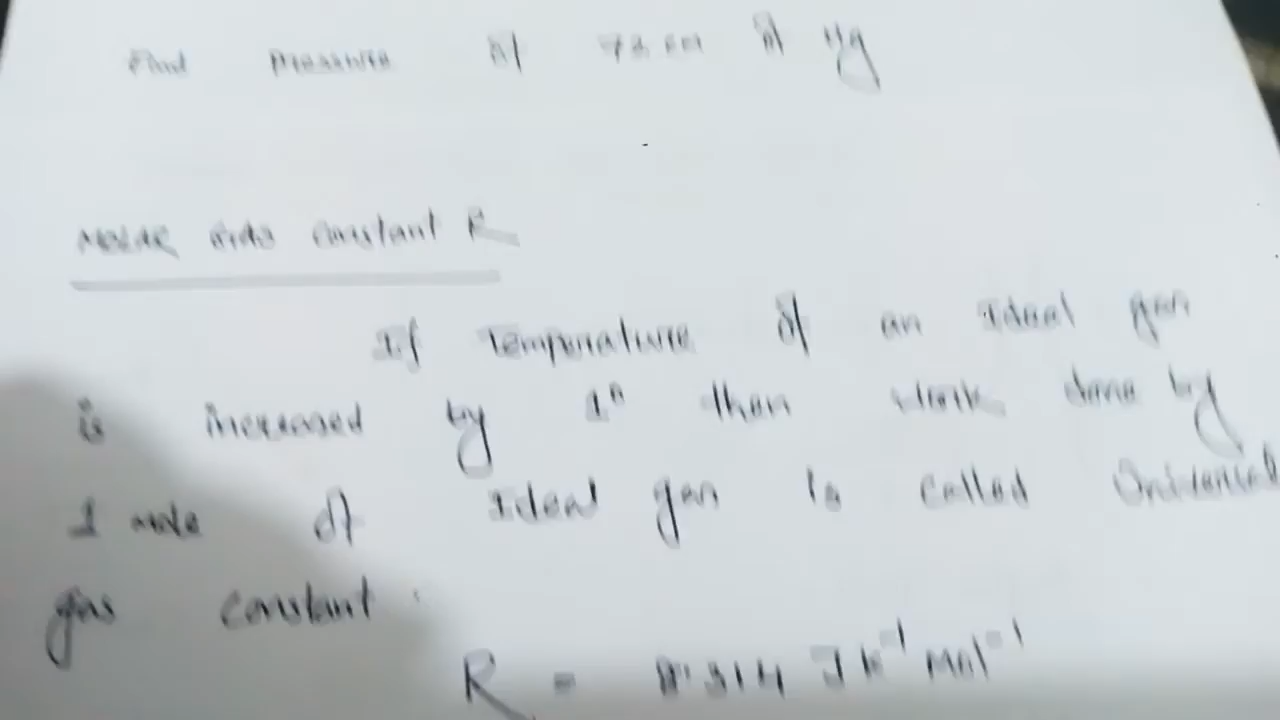 Find Pressure of cm of Hg
Molar gas constant R
If Temperature of an Ideal gas
is increased by 1° then work done by
1 mole of Ideal gas is called Universal
gas constant
R = 8.314 J K⁻¹ Mol⁻¹